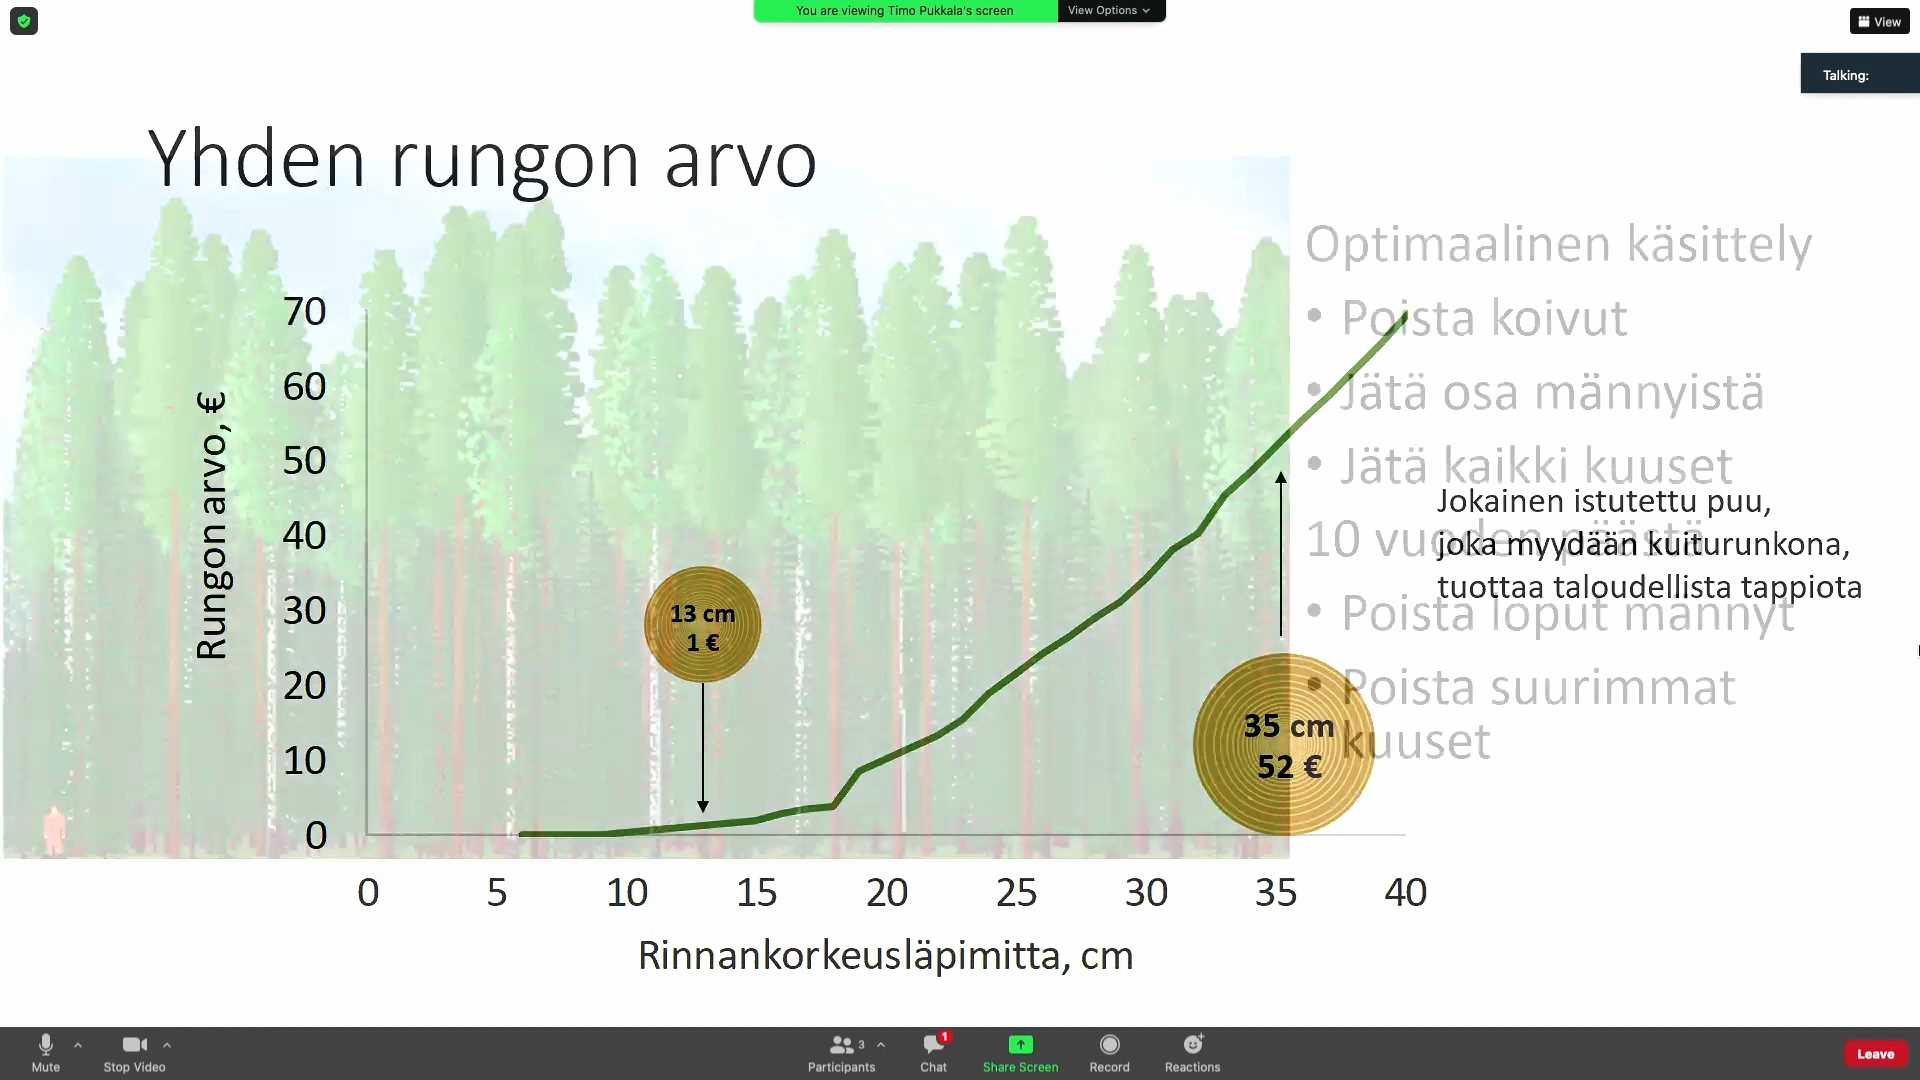 You are viewing Timo Pukkala's screen
View Options
View
Talking:
Yhden rungon arvo
Optimaalinen käsittely
• Poista koivut
• Jätä osa männyistä
• Jätä kaikki kuuset
10 vuoden päästä
• Poista loput männyt
• Poista suurimmat
kuuset
Jokainen istutettu puu,
joka myydään kuiturunkona,
tuottaa taloudellista tappiota
Rungon arvo, €
70
60
50
40
30
20
10
0
13 cm
1 €
35 cm
52 €
0 5 10 15 20 25 30 35 40
Rinnankorkeusläpimitta, cm
Mute
Stop Video
3
Participants
1
Chat
Share Screen
Record
Reactions
Leave